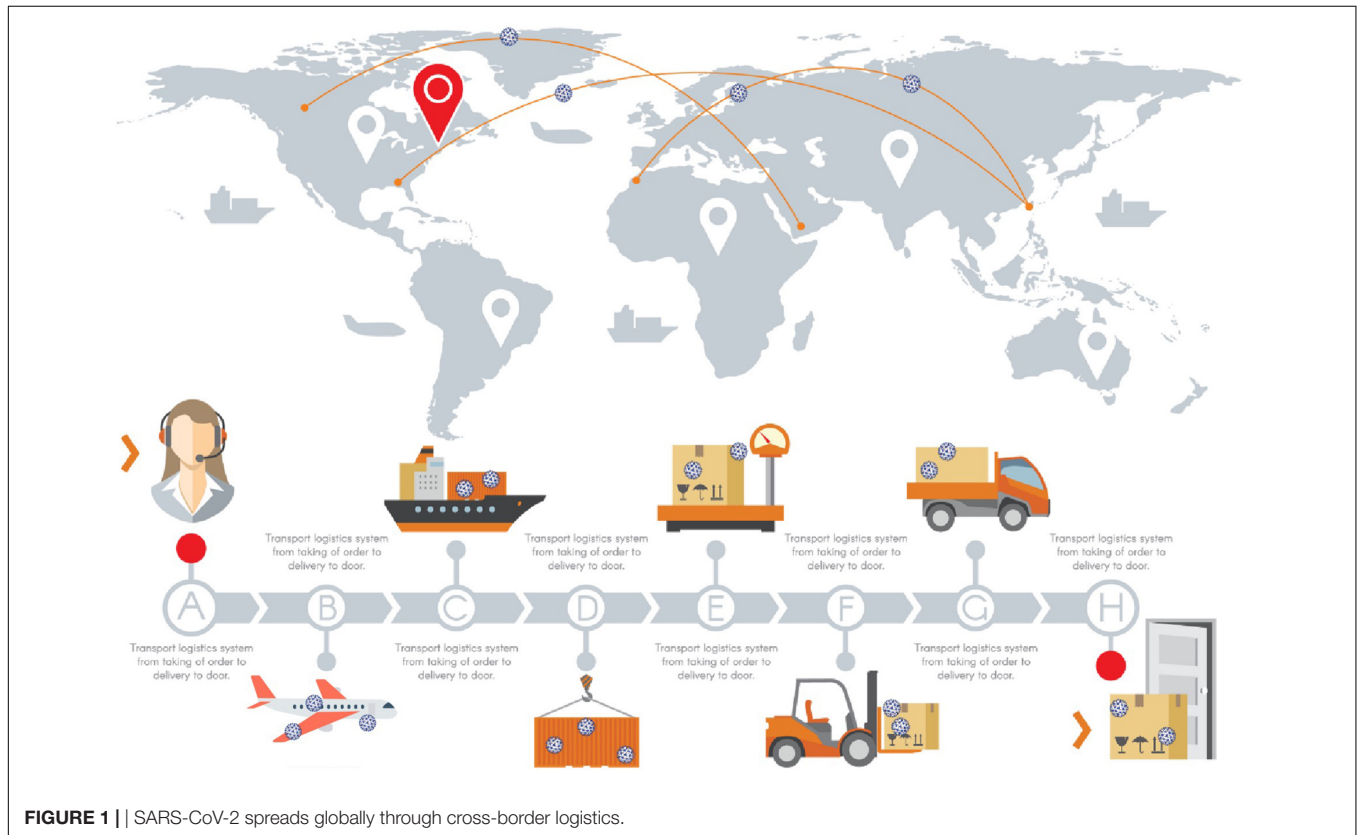 Transport logistics system
from taking of order to
delivery to door.
Transport logistics system
from taking of order to
delivery to door.
Transport logistics system
from taking of order to
delivery to door.
Transport logistics system
from taking of order to
delivery to door.
A
B
C
D
E
F
G
H
Transport logistics system
from taking of order to
delivery to door.
Transport logistics system
from taking of order to
delivery to door.
Transport logistics system
from taking of order to
delivery to door.
Transport logistics system
from taking of order to
delivery to door.
FIGURE 1 | | SARS-CoV-2 spreads globally through cross-border logistics.